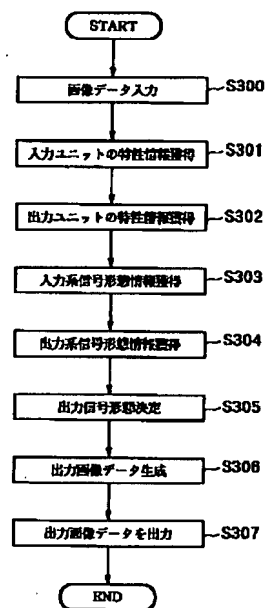 START
画像データ入力
S300
入力ユニットの特性情報獲得
S301
出力ユニットの特性情報獲得
S302
入力系信号形態情報獲得
S303
出力系信号形態情報獲得
S304
出力信号形態決定
S305
出力画像データ生成
S306
出力画像データを出力
S307
END